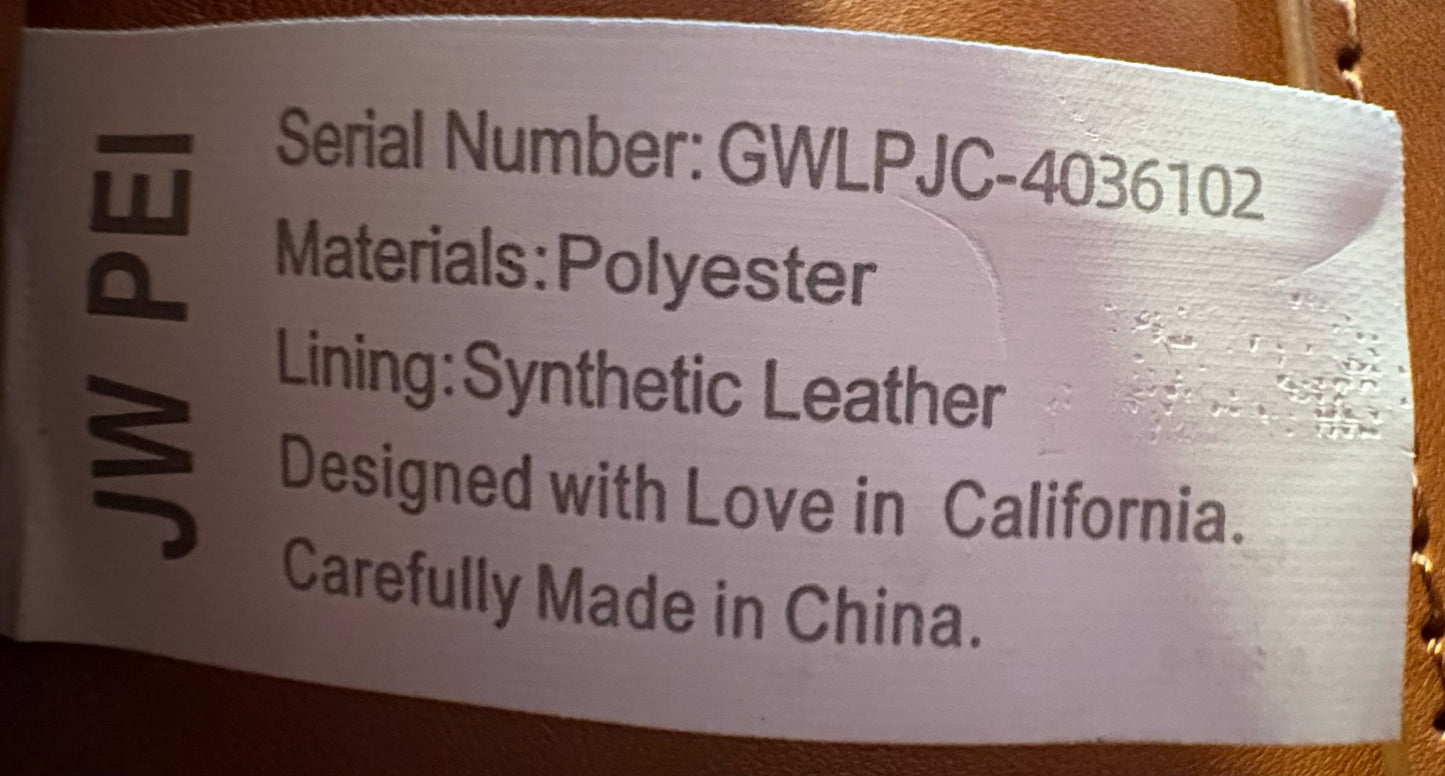 JW PEI
Serial Number: GWLPJC-4036102
Materials:Polyester
Lining:Synthetic Leather
Designed with Love in  California.
Carefully Made in China.